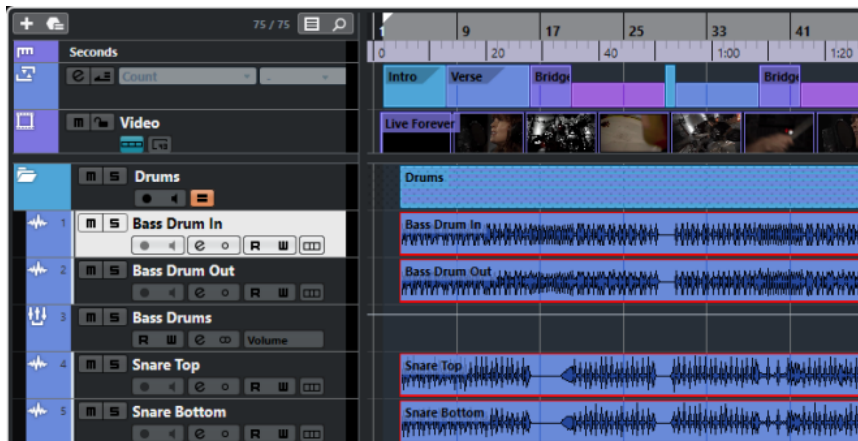 75 / 75
1 9 17 25 33 41
Seconds
0 20 40 1:00 1:20
e Count -
Intro Verse Bridge Bridge
m Video
Live Forever
m S Drums
Drums
1 m S Bass Drum In
e R W
Bass Drum In
2 m S Bass Drum Out
e R W
Bass Drum Out
3 m S Bass Drums
R W e Volume
4 m S Snare Top
e R W
Snare Top
5 m S Snare Bottom
e R W
Snare Bottom